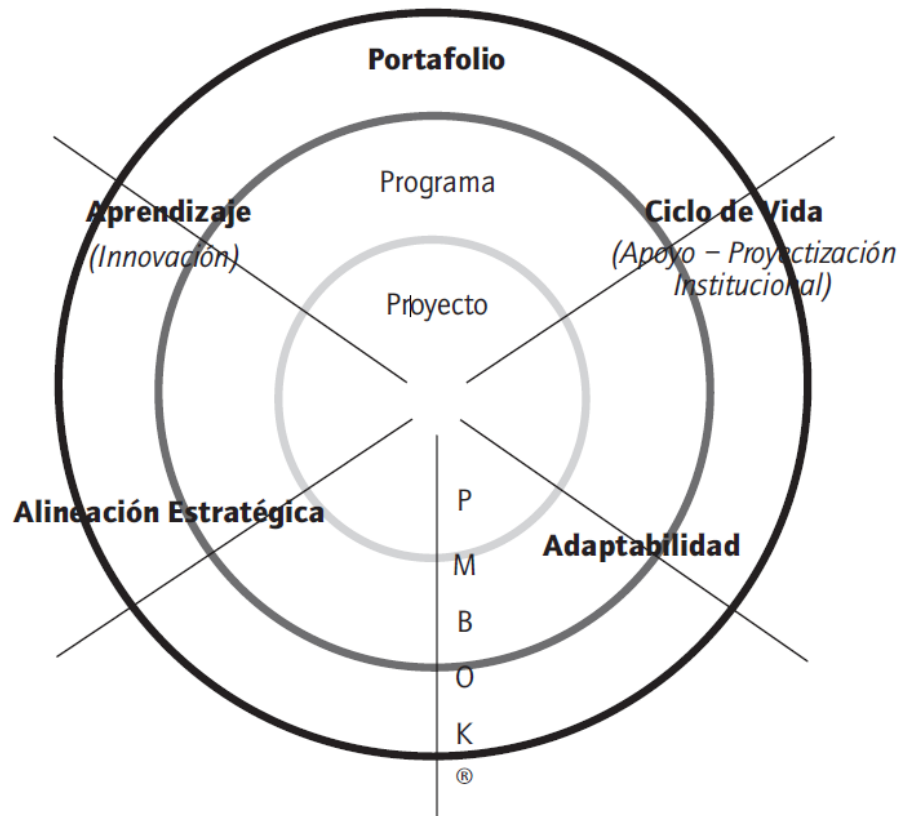 Portafolio
Programa
Aprendizaje
(Innovación)
Ciclo de Vida
(Apoyo – Proyectización
Institucional)
Proyecto
Alineación Estratégica
Adaptabilidad
P
M
B
O
K
®